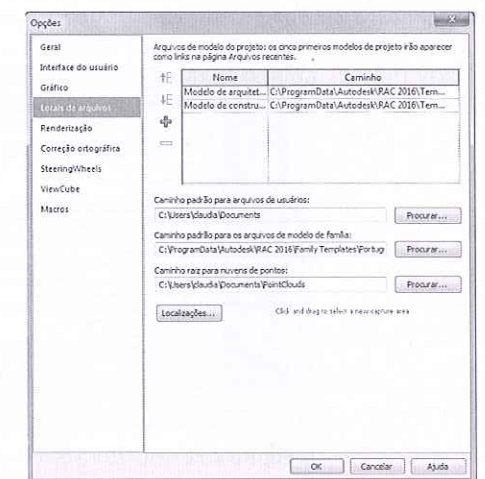 Opções
Geral
Interface do usuário
Gráfico
Locais de arquivos
Renderização
Correção ortográfica
SteeringWheels
ViewCube
Macros
Arquivos de modelo do projeto: os cinco primeiros modelos de projeto irão aparecer
como links na página Arquivos recentes.
Nome Caminho
Modelo de arquitet... C:\ProgramData\Autodesk\RAC 2016\Tem...
Modelo de constru... C:\ProgramData\Autodesk\RAC 2016\Tem...
Caminho padrão para arquivos de usuários:
C:\Users\claudia\Documents Procurar...
Caminho padrão para os arquivos de modelo de família:
C:\ProgramData\Autodesk\RAC 2016\Family Templates\Portug Procurar...
Caminho raiz para nuvens de pontos:
C:\Users\claudia\Documents\PointClouds Procurar...
Localizações... Click and drag to select a new capture area
OK Cancelar Ajuda